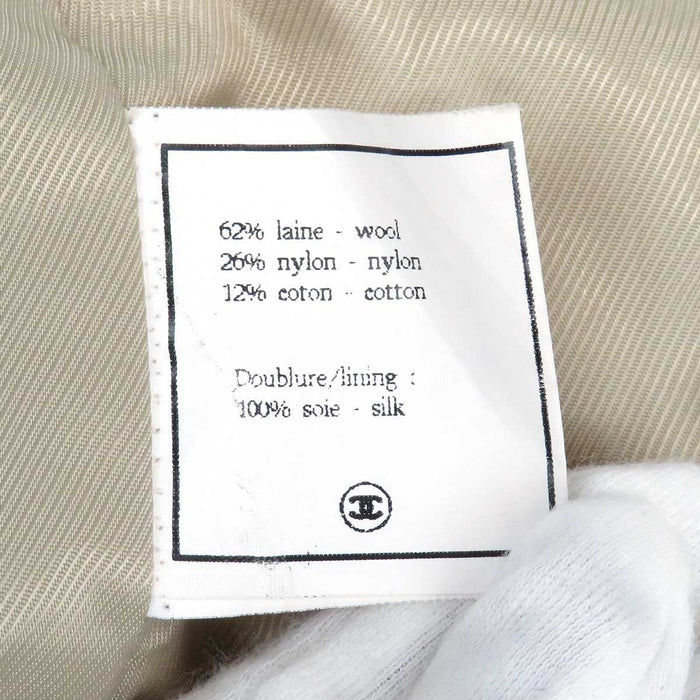 62% laine - wool
26% nylon - nylon
12% coton - cotton
Doublure/lining :
100% soie - silk